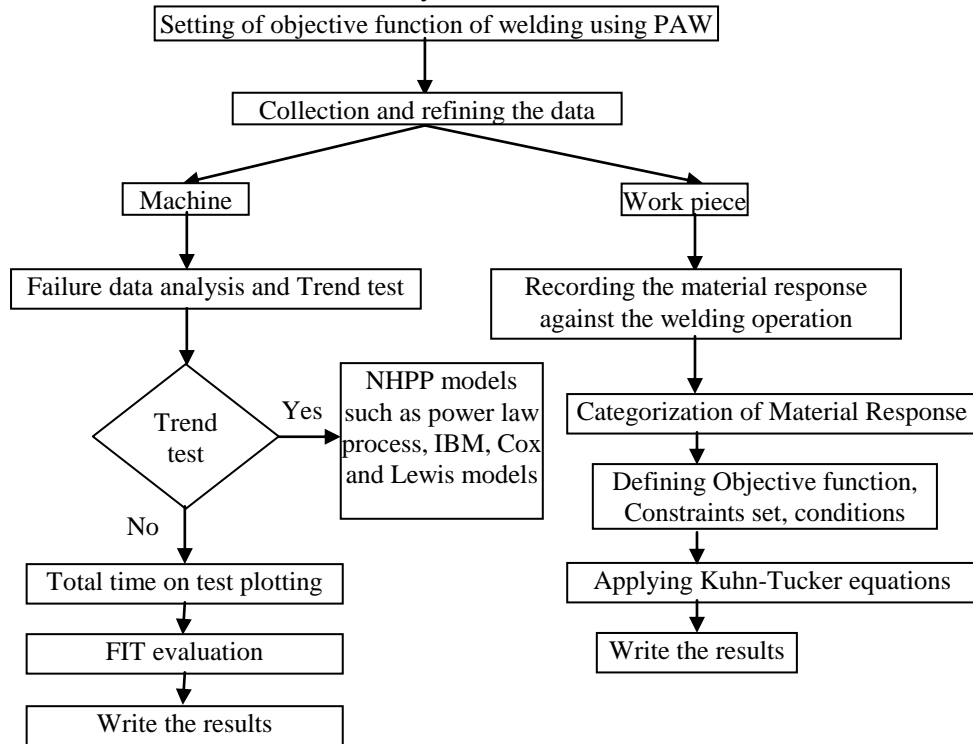 Setting of objective function of welding using PAW
Collection and refining the data
Machine
Work piece
Failure data analysis and Trend test
Recording the material response
against the welding operation
Trend
test
Yes
NHPP models
such as power law
process, IBM, Cox
and Lewis models
Categorization of Material Response
Defining Objective function,
Constraints set, conditions
No
Total time on test plotting
Applying Kuhn-Tucker equations
FIT evaluation
Write the results
Write the results